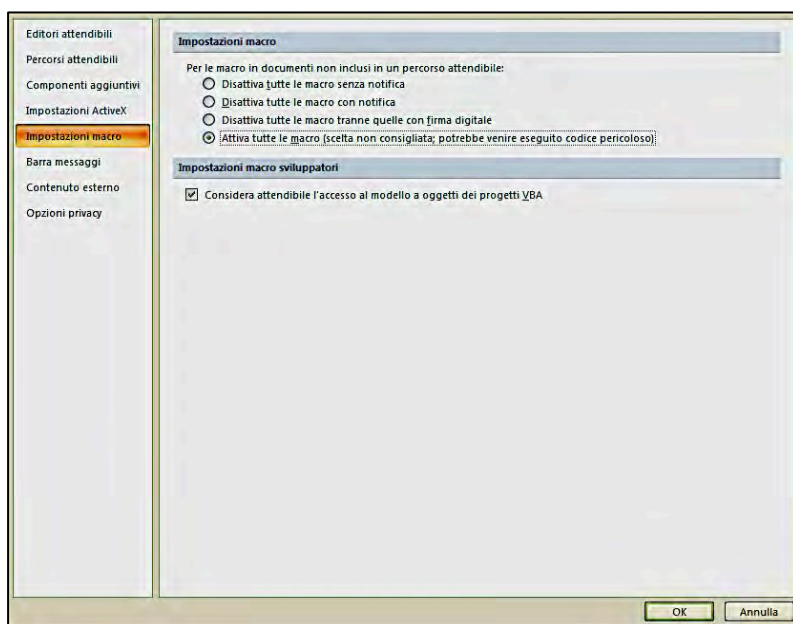 Editori attendibili
Percorsi attendibili
Componenti aggiuntivi
Impostazioni ActiveX
Impostazioni macro
Barra messaggi
Contenuto esterno
Opzioni privacy
Impostazioni macro
Per le macro in documenti non inclusi in un percorso attendibile:
Disattiva tutte le macro senza notifica
Disattiva tutte le macro con notifica
Disattiva tutte le macro tranne quelle con firma digitale
Attiva tutte le macro (scelta non consigliata; potrebbe venire eseguito codice pericoloso)
Impostazioni macro sviluppatori
Considera attendibile l'accesso al modello a oggetti dei progetti VBA
OK
Annulla